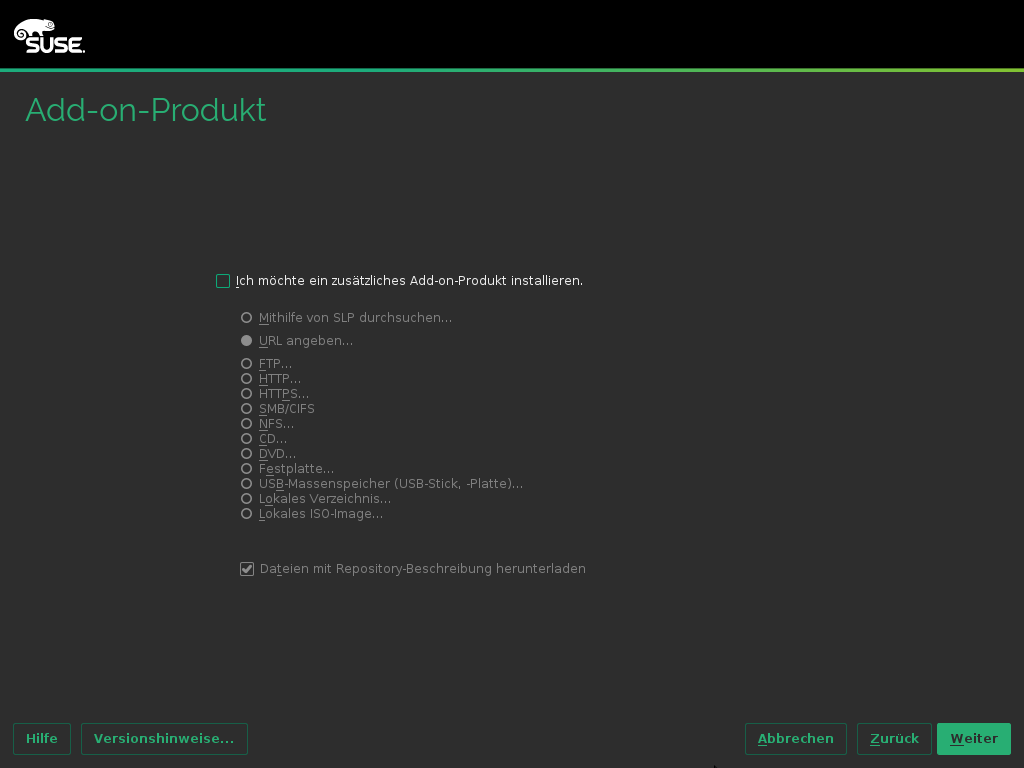 SUSE.
Add-on-Produkt
Ich möchte ein zusätzliches Add-on-Produkt installieren.
Mithilfe von SLP durchsuchen...
URL angeben...
FTP...
HTTP...
HTTPS...
SMB/CIFS
NFS...
CD...
DVD...
Festplatte...
USB-Massenspeicher (USB-Stick, -Platte)...
Lokales Verzeichnis...
Lokales ISO-Image...
Dateien mit Repository-Beschreibung herunterladen
Hilfe Versionshinweise... Abbrechen Zurück Weiter